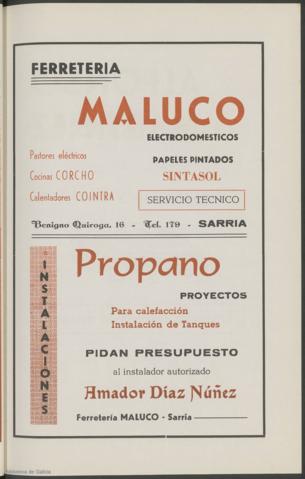 FERRETERIA
MALUCO
ELECTRODOMESTICOS
Pastores eléctricos
PAPELES PINTADOS
Cocinas CORCHO
SINTASOL
Calentadores COINTRA
SERVICIO TECNICO
Benigno Quiroga, 16 - Tel. 179 - SARRIA
INSTALACIONES
Propano
PROYECTOS
Para calefacción
Instalación de Tanques
PIDAN PRESUPUESTO
al instalador autorizado
Amador Díaz Núñez
Ferretería MALUCO - Sarria
de Galicia